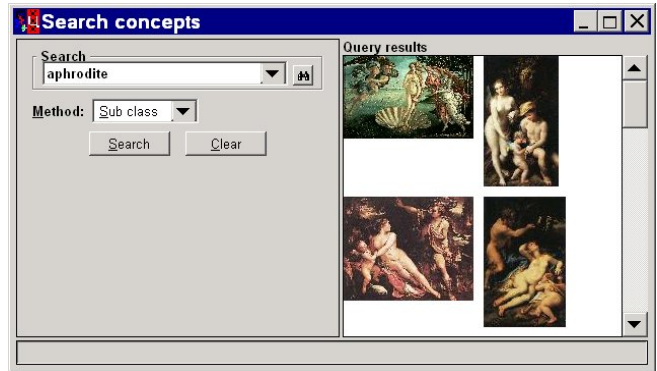 Search concepts
Search
aphrodite
Method: Sub class
Search Clear
Query results